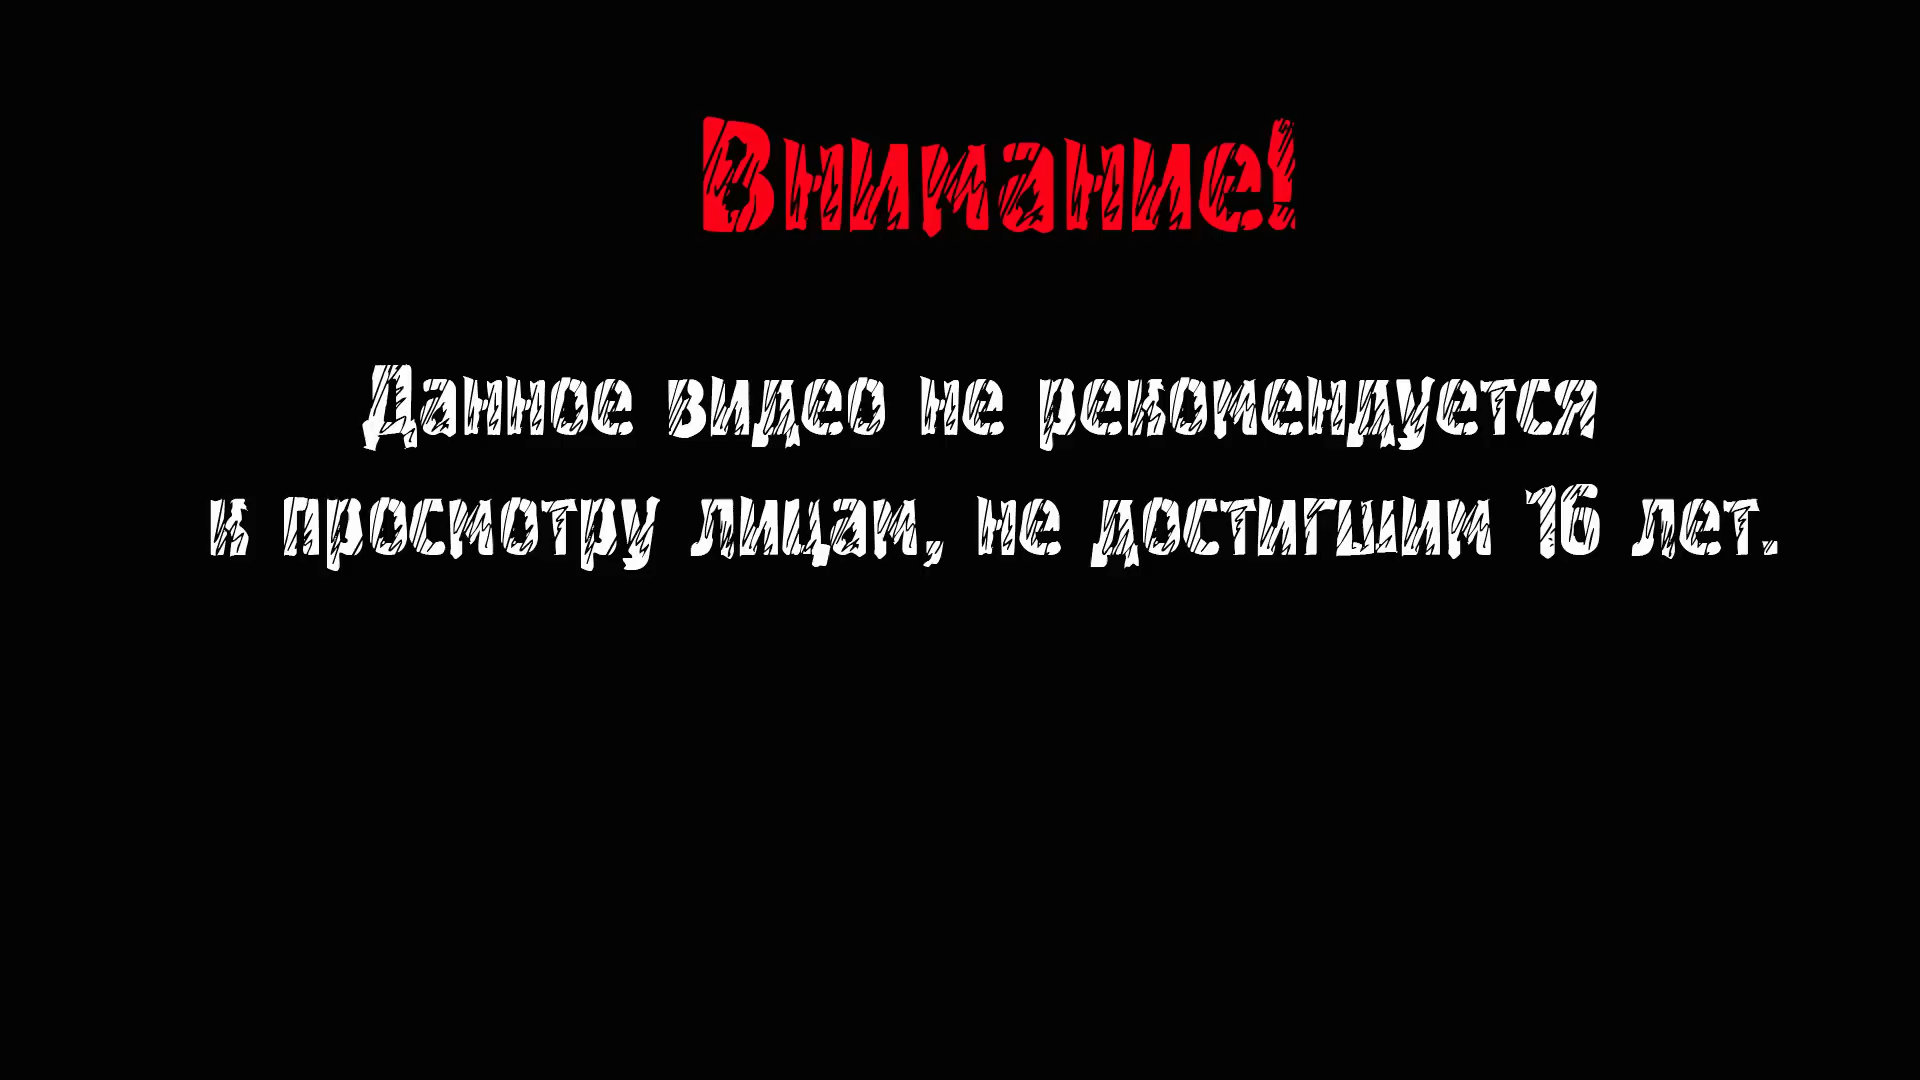 Внимание!
Данное видео не рекомендуется
к просмотру лицам, не достигшим 16 лет.